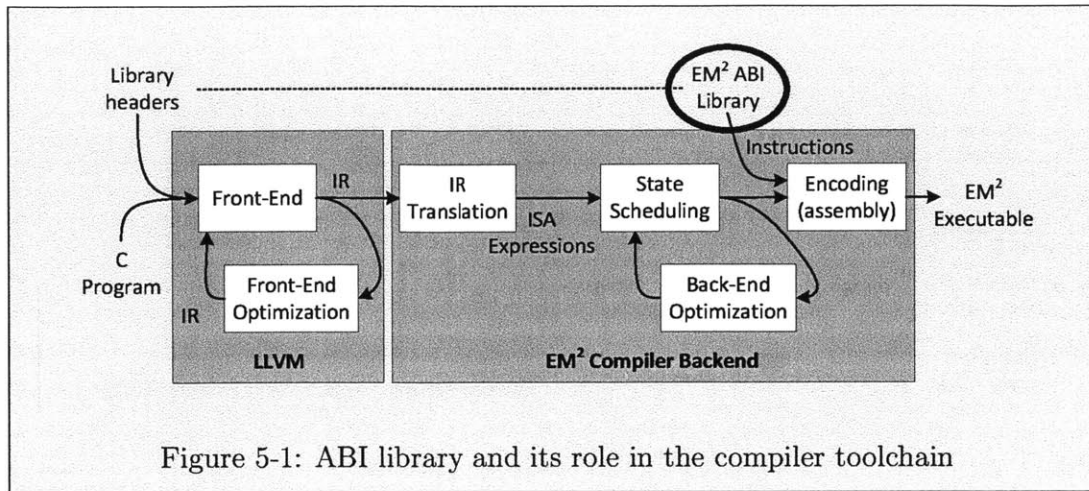 Library
headers
EM² ABI
Library
Instructions
Front-End
IR
IR
Translation
ISA
Expressions
State
Scheduling
Encoding
(assembly)
EM²
Executable
C
Program
IR
Front-End
Optimization
Back-End
Optimization
LLVM
EM² Compiler Backend
Figure 5-1: ABI library and its role in the compiler toolchain